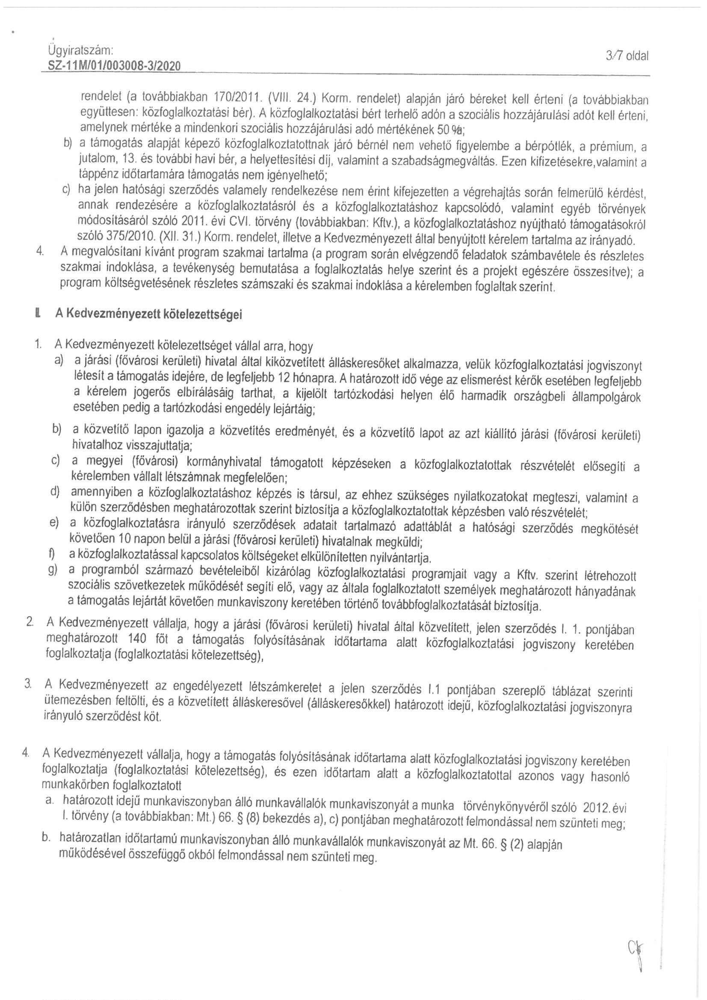 Ügyiratszám:
3/7 oldal
SZ-11M/01/003008-3/2020
rendelet (a továbbiakban 170/2011. (VIII. 24.) Korm. rendelet) alapján járó béreket kell érteni (a továbbiakban
együttesen: közfoglalkoztatási bér). A közfoglalkoztatási bért terhelő adón a szociális hozzájárulási adót kell érteni,
amelynek mértéke a mindenkori szociális hozzájárulási adó mértékének 50 %a;
b) a támogatás alapját képező közfoglalkoztatottnak járó bérnél nem vehető figyelembe a bérpótlék, a prémium, a
jutalom, 13. és további havi bér, a helyettesítési díj, valamint a szabadságmegváltás. Ezen kifizetésekre,valamint a
táppénz időtartamára támogatás nem igényelhető;
c) ha jelen hatósági szerződés valamely rendelkezése nem érint kifejezetten a végrehajtás során felmerülő kérdést,
annak rendezésére a közfoglalkoztatásról és a közfoglalkoztatáshoz kapcsolódó, valamint egyéb törvények
módosításáról szóló 2011. évi CVI. törvény (továbbiakban: Kftv.), a közfoglalkoztatáshoz nyújtható támogatásokról
szóló 375/2010. (XII. 31.) Korm. rendelet, illetve a Kedvezményezett által benyújtott kérelem tartalma az irányadó.
4. A megvalósítani kívánt program szakmai tartalma (a program során elvégzendő feladatok számbavétele és részletes
szakmai indoklása, a tevékenység bemutatása a foglalkoztatás helye szerint és a projekt egészére összesítve); a
program költségvetésének részletes számszaki és szakmai indoklása a kérelemben foglaltak szerint.
II. A Kedvezményezett kötelezettségei
1. A Kedvezményezett kötelezettséget vállal arra, hogy
a) a járási (fővárosi kerületi) hivatal által kiközvetített álláskeresőket alkalmazza, velük közfoglalkoztatási jogviszonyt
létesít a támogatás idejére, de legfeljebb 12 hónapra. A határozott idő vége az elismerést kérők esetében legfeljebb
a kérelem jogerős elbírálásáig tarthat, a kijelölt tartózkodási helyen élő harmadik országbeli állampolgárok
esetében pedig a tartózkodási engedély lejártáig;
b) a közvetítő lapon igazolja a közvetítés eredményét, és a közvetítő lapot az azt kiállító járási (fővárosi kerületi)
hivatalhoz visszajuttatja;
c) a megyei (fővárosi) kormányhivatal támogatott képzéseken a közfoglalkoztatottak részvételét elősegíti a
kérelemben vállalt létszámnak megfelelően;
d) amennyiben a közfoglalkoztatáshoz képzés is társul, az ehhez szükséges nyilatkozatokat megteszi, valamint a
külön szerződésben meghatározottak szerint biztosítja a közfoglalkoztatottak képzésben való részvételét;
e) a közfoglalkoztatásra irányuló szerződések adatait tartalmazó adattáblát a hatósági szerződés megkötését
követően 10 napon belül a járási (fővárosi kerületi) hivatalnak megküldi;
f) a közfoglalkoztatással kapcsolatos költségeket elkülönítetten nyilvántartja.
g) a programból származó bevételeiből kizárólag közfoglalkoztatási programjait vagy a Kftv. szerint létrehozott
szociális szövetkezetek működését segíti elő, vagy az általa foglalkoztatott személyek meghatározott hányadának
a támogatás lejártát követően munkaviszony keretében történő továbbfoglalkoztatását biztosítja.
2. A Kedvezményezett vállalja, hogy a járási (fővárosi kerületi) hivatal által közvetített, jelen szerződés I. 1. pontjában
meghatározott 140 főt a támogatás folyósításának időtartama alatt közfoglalkoztatási jogviszony keretében
foglalkoztatja (foglalkoztatási kötelezettség),
3. A Kedvezményezett az engedélyezett létszámkeretet a jelen szerződés I.1 pontjában szereplő táblázat szerinti
ütemezésben feltölti, és a közvetített álláskeresővel (álláskeresőkkel) határozott idejű, közfoglalkoztatási jogviszonyra
irányuló szerződést köt.
4. A Kedvezményezett vállalja, hogy a támogatás folyósításának időtartama alatt közfoglalkoztatási jogviszony keretében
foglalkoztatja (foglalkoztatási kötelezettség), és ezen időtartam alatt a közfoglalkoztatottal azonos vagy hasonló
munkakörben foglalkoztatott
a. határozott idejű munkaviszonyban álló munkavállalók munkaviszonyát a munka törvénykönyvéről szóló 2012.évi
I. törvény (a továbbiakban: Mt.) 66. § (8) bekezdés a), c) pontjában meghatározott felmondással nem szünteti meg;
b. határozatlan időtartamú munkaviszonyban álló munkavállalók munkaviszonyát az Mt. 66. § (2) alapján
működésével összefüggő okból felmondással nem szünteti meg.